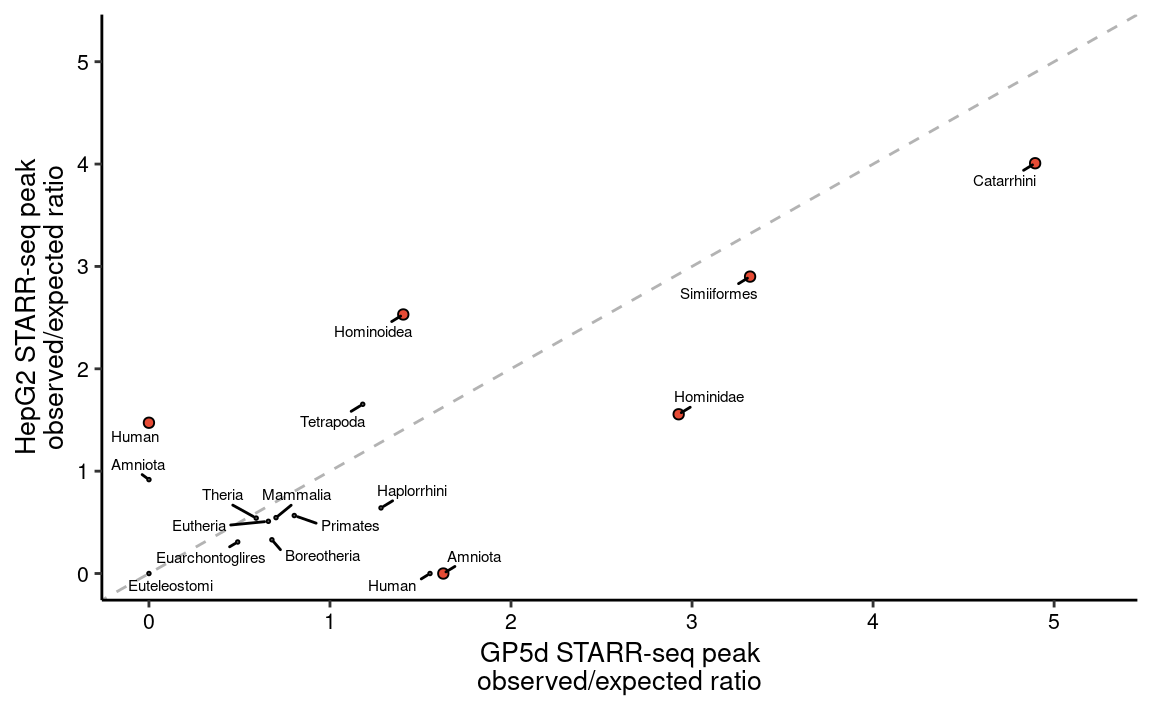 HepG2 STARR-seq peak
observed/expected ratio
5
4
3
2
1
0
Catarrhini
Simiiformes
Hominoidea
Hominidae
Tetrapoda
Human
Amniota
Theria
Mammalia
Haplorrhini
Eutheria
Primates
Euarchontoglires
Boreotheria
Amniota
Euteleostomi
Human
0
1
2
3
4
5
GP5d STARR-seq peak
observed/expected ratio